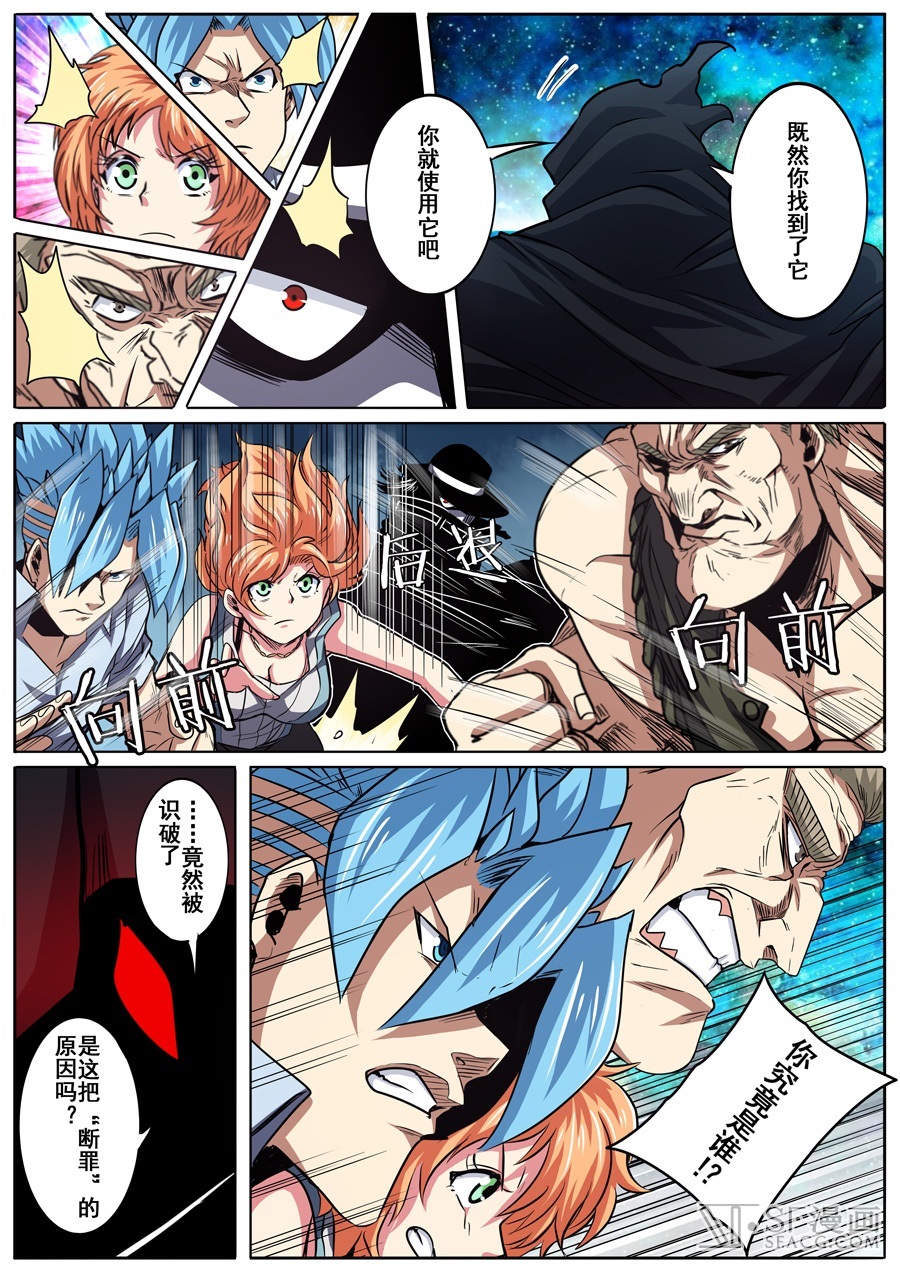 既然你找到了它
你就使用它吧
向前
后退
向前
你究竟是谁!?
……竟然被
识破了
是这把“断罪”的
原因吗?
SF漫画
SFACG.COM